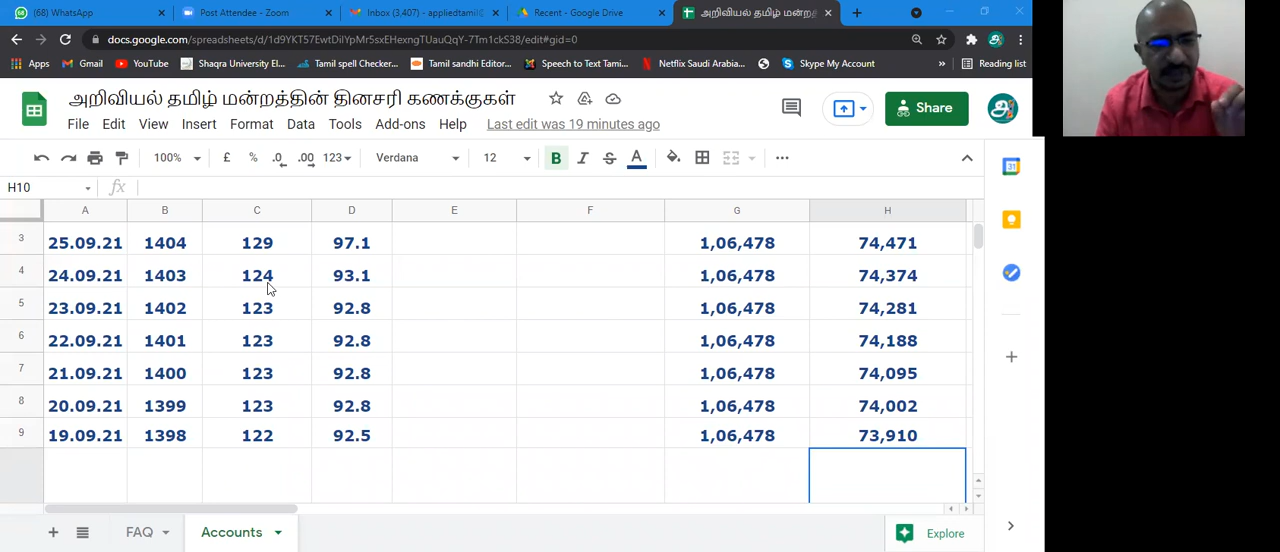 (68) WhatsApp
Post Attendee - Zoom
Inbox (3,407) - appliedtamil@
Recent - Google Drive
அறிவியல் தமிழ் மன்றத்
docs.google.com/spreadsheets/d/1d9YKT57EwtDiIYpMr5sxEHexngTUauQqY-7Tm1ckS38/edit#gid=0
Apps Gmail YouTube Shaqra University El... Tamil spell Checker... Tamil sandhi Editor... Speech to Text Tami... Netflix Saudi Arabia... Skype My Account » Reading list
அறிவியல் தமிழ் மன்றத்தின் தினசரி கணக்குகள்
Share
File Edit View Insert Format Data Tools Add-ons Help Last edit was 19 minutes ago
100% £ % .0 .00 123 Verdana 12 B I S A
H10 fx
A B C D E F G H
3 25.09.21 1404 129 97.1 1,06,478 74,471
4 24.09.21 1403 124 93.1 1,06,478 74,374
5 23.09.21 1402 123 92.8 1,06,478 74,281
6 22.09.21 1401 123 92.8 1,06,478 74,188
7 21.09.21 1400 123 92.8 1,06,478 74,095
8 20.09.21 1399 123 92.8 1,06,478 74,002
9 19.09.21 1398 122 92.5 1,06,478 73,910
FAQ Accounts Explore